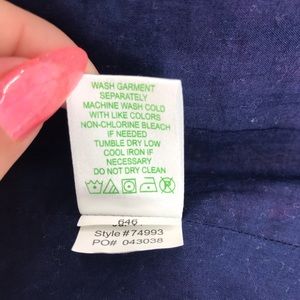 WASH GARMENT
SEPARATELY
MACHINE WASH COLD
WITH LIKE COLORS
NON-CHLORINE BLEACH
IF NEEDED
TUMBLE DRY LOW
COOL IRON IF
NECESSARY
DO NOT DRY CLEAN
646
Style #74993
PO# 043038